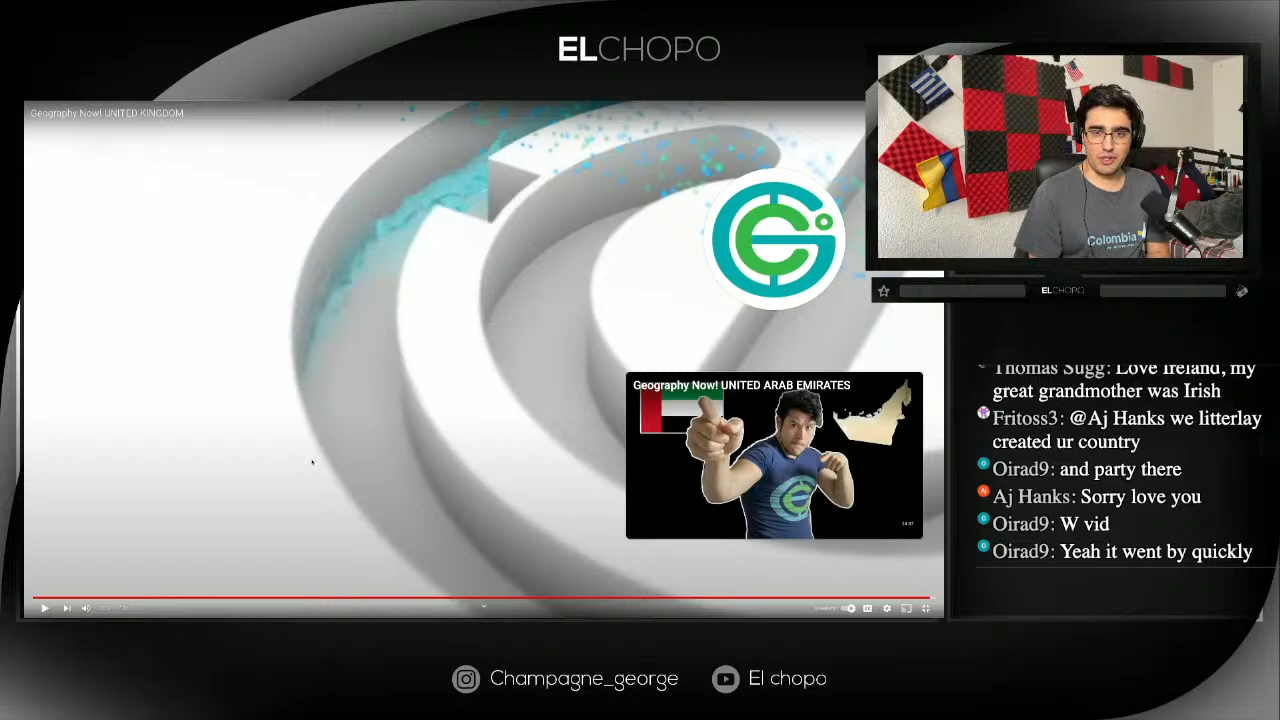 ELCHOPO
Geography Now! UNITED KINGDOM
Colombia
ELCHOPO
Geography Now! UNITED ARAB EMIRATES
Thomas Sugg: Love Ireland, my
great grandmother was Irish
Fritoss3: @Aj Hanks we litterlay
created ur country
Oirad9: and party there
Aj Hanks: Sorry love you
Oirad9: W vid
Oirad9: Yeah it went by quickly
Champagne_george
El chopo